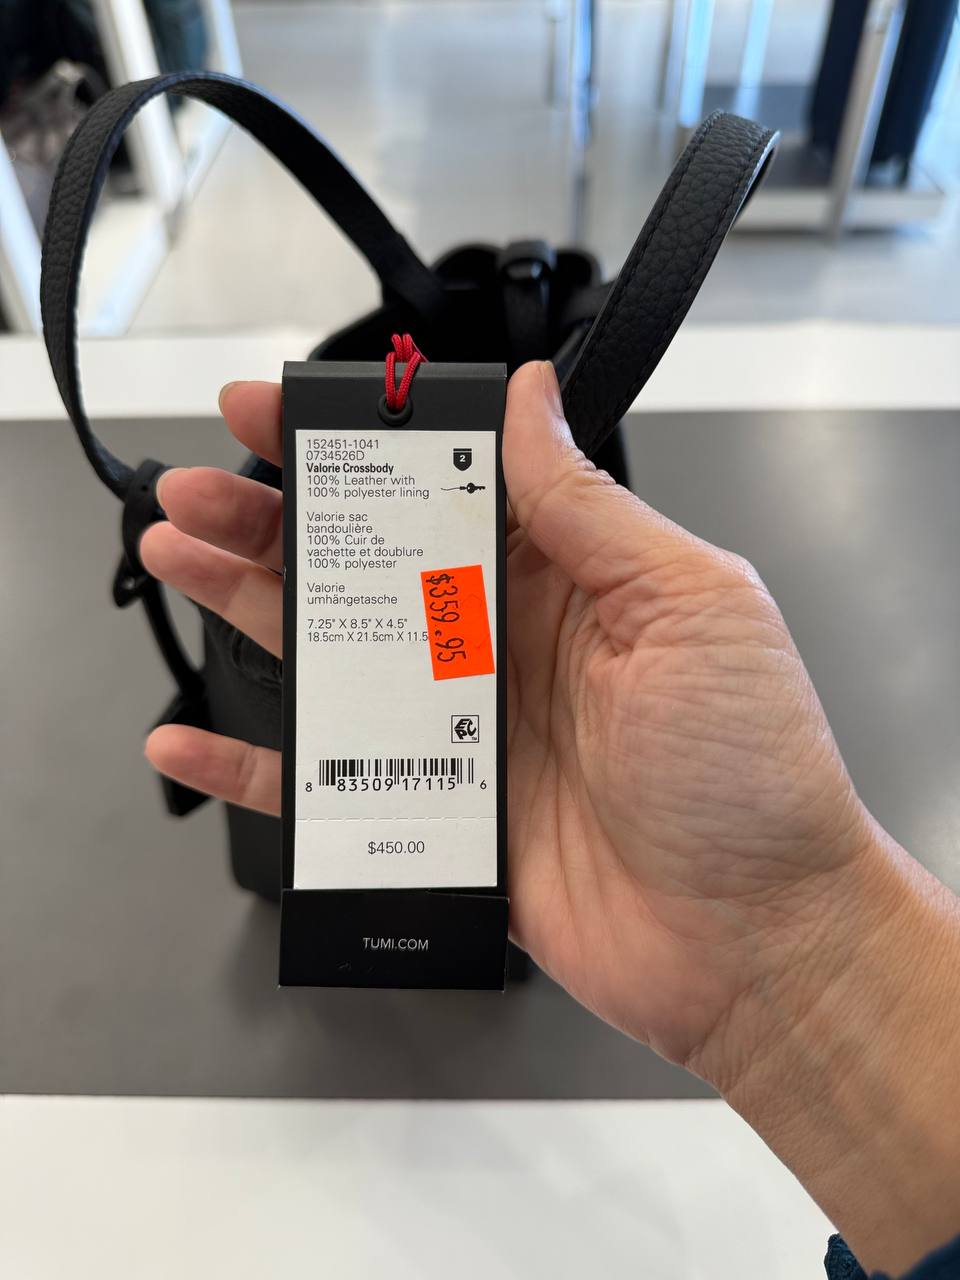 152451-1041
0734526D
Valorie Crossbody
100% Leather with
100% polyester lining
2
Valorie sac
bandoulière
100% Cuir de
vachette et doublure
100% polyester
Valorie
umhängetasche
7.25" X 8.5" X 4.5"
18.5cm X 21.5cm X 11.5
$359.95
EPC
8 83509 17115 6
$450.00
TUMI.COM